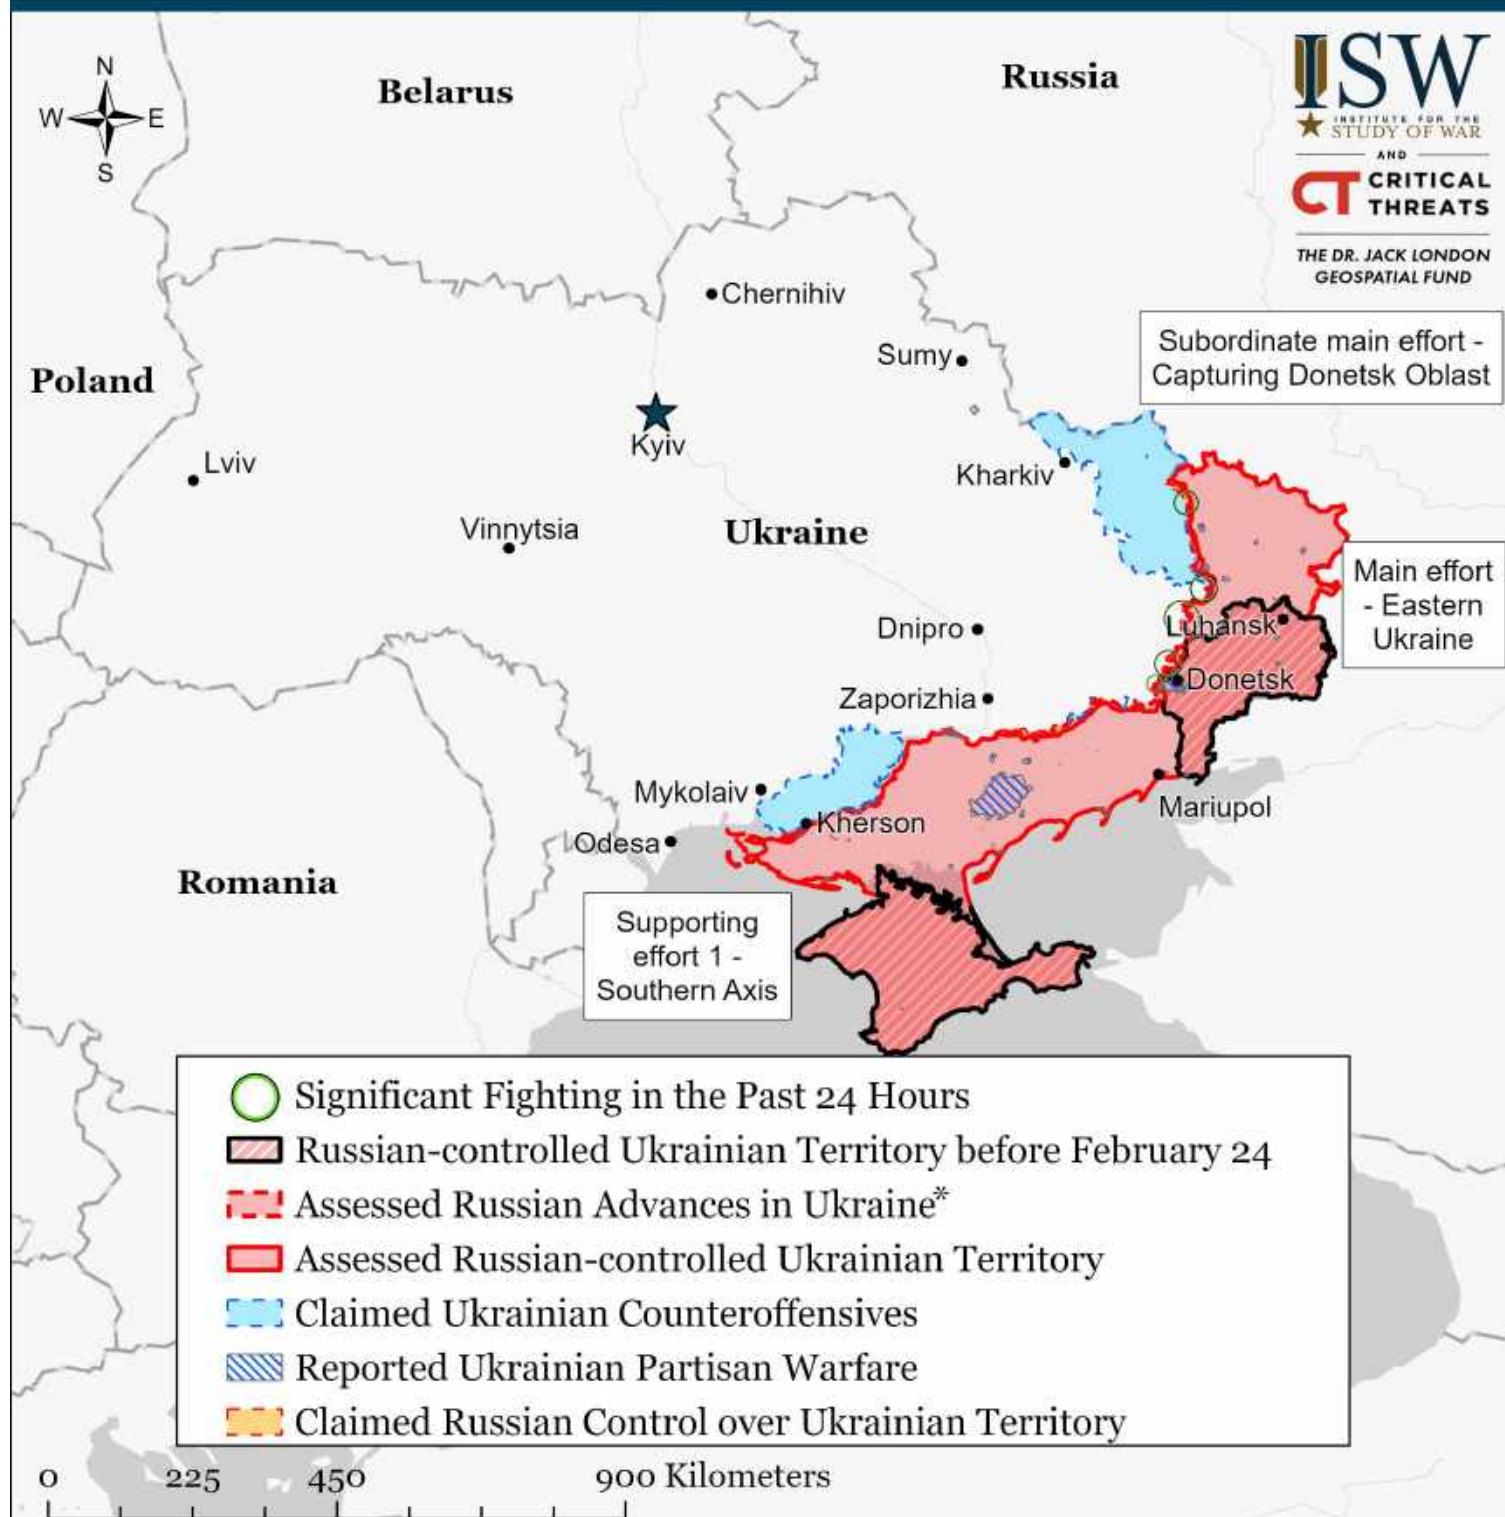 N
W E
S
Belarus
Russia
ISW
INSTITUTE FOR THE
STUDY OF WAR
AND
CT CRITICAL
THREATS
THE DR. JACK LONDON
GEOSPATIAL FUND
Chernihiv
Sumy
Subordinate main effort -
Capturing Donetsk Oblast
Poland
Kyiv
Lviv
Kharkiv
Vinnytsia
Ukraine
Main effort
- Eastern
Ukraine
Dnipro
Luhansk
Donetsk
Zaporizhia
Mykolaiv
Mariupol
Kherson
Odesa
Romania
Supporting
effort 1 -
Southern Axis
Significant Fighting in the Past 24 Hours
Russian-controlled Ukrainian Territory before February 24
Assessed Russian Advances in Ukraine*
Assessed Russian-controlled Ukrainian Territory
Claimed Ukrainian Counteroffensives
Reported Ukrainian Partisan Warfare
Claimed Russian Control over Ukrainian Territory
0 225 450 900 Kilometers